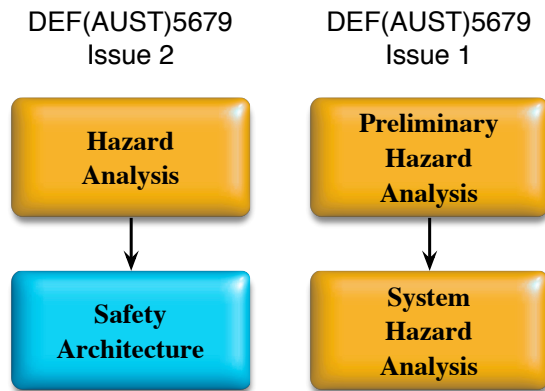 DEF(AUST)5679
Issue 2
DEF(AUST)5679
Issue 1
Hazard
Analysis
Preliminary
Hazard
Analysis
Safety
Architecture
System
Hazard
Analysis